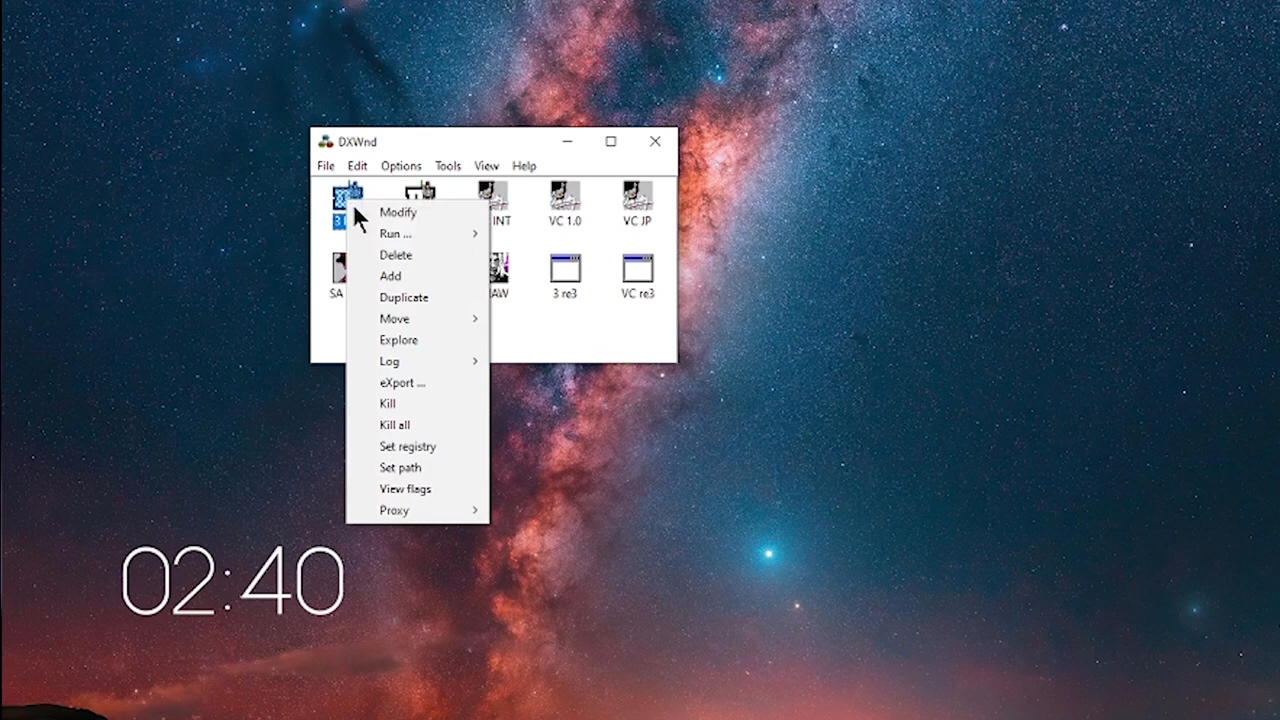 DXWnd
File Edit Options Tools View Help
3
INT
VC 1.0
VC JP
SA
AW
3 re3
VC re3
Modify
Run ...
Delete
Add
Duplicate
Move
Explore
Log
eXport ...
Kill
Kill all
Set registry
Set path
View flags
Proxy
02:40